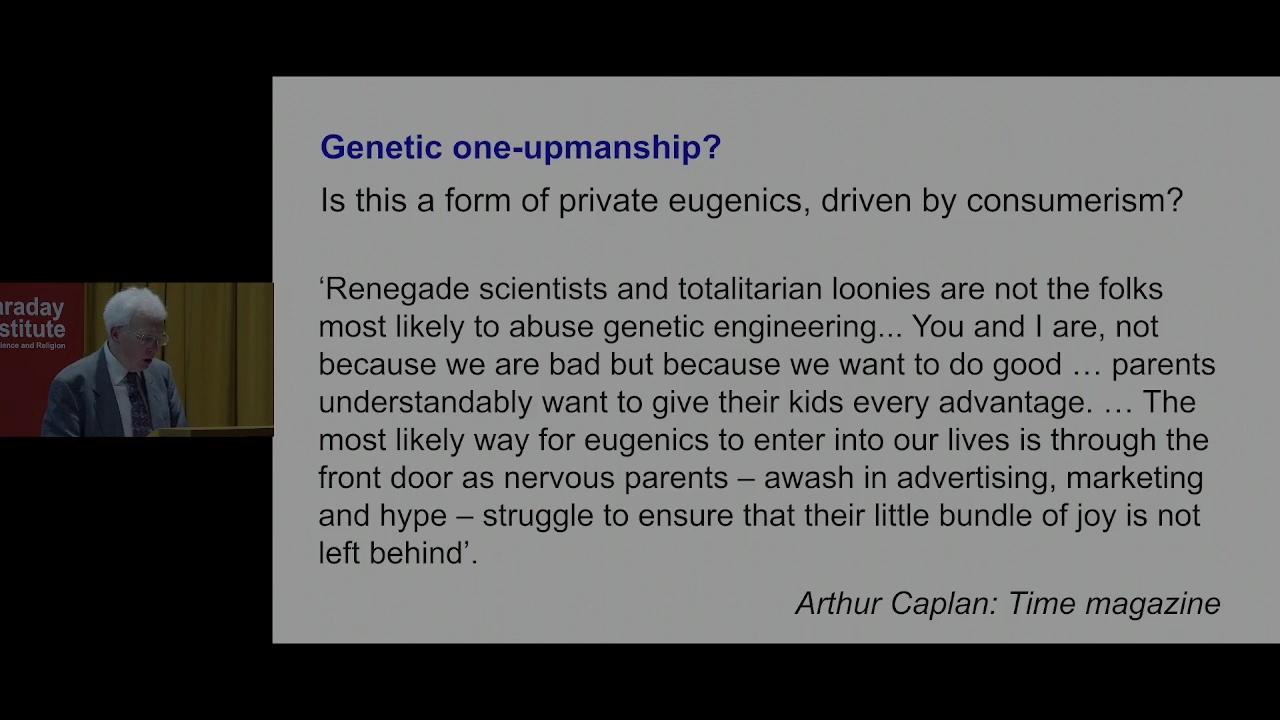 Genetic one-upmanship?
Is this a form of private eugenics, driven by consumerism?
‘Renegade scientists and totalitarian loonies are not the folks
most likely to abuse genetic engineering... You and I are, not
because we are bad but because we want to do good … parents
understandably want to give their kids every advantage. … The
most likely way for eugenics to enter into our lives is through the
front door as nervous parents – awash in advertising, marketing
and hype – struggle to ensure that their little bundle of joy is not
left behind’.
Arthur Caplan: Time magazine
araday
stitute
ience and Religion